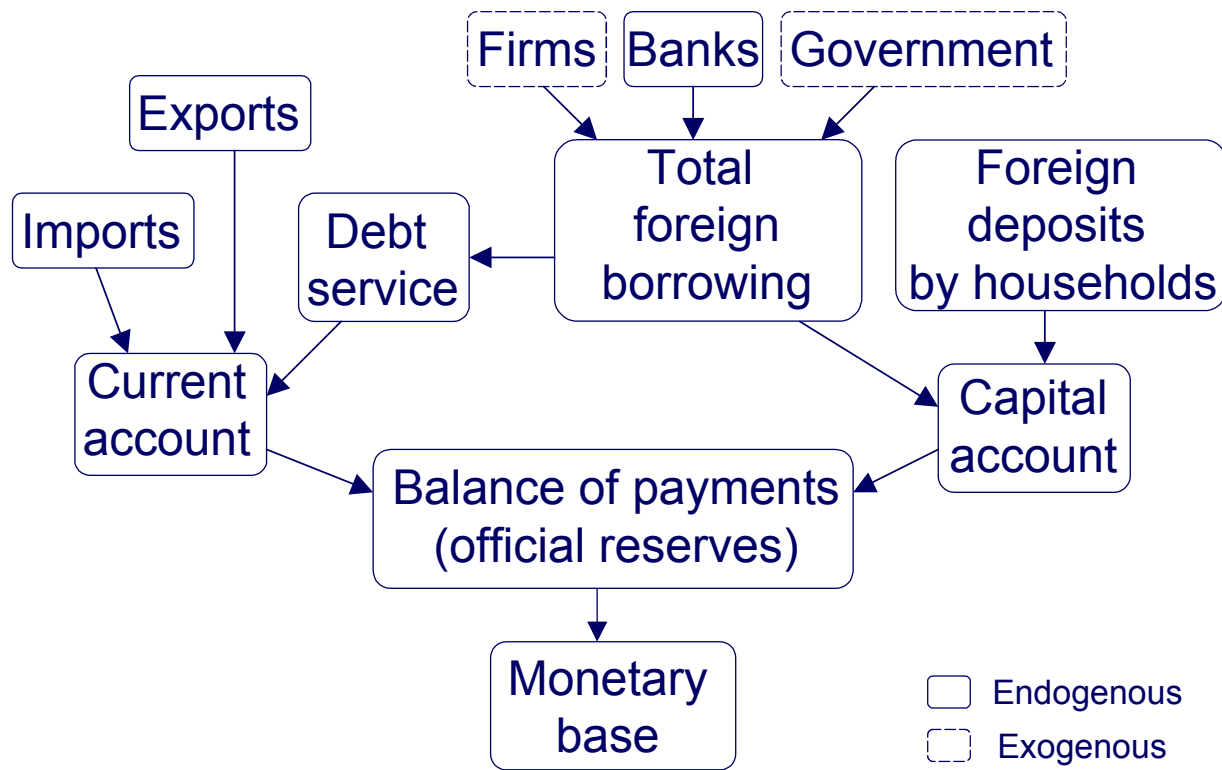 Firms
Banks
Government
Exports
Total
foreign
borrowing
Foreign
deposits
by households
Imports
Debt
service
Current
account
Capital
account
Balance of payments
(official reserves)
Monetary
base
Endogenous
Exogenous